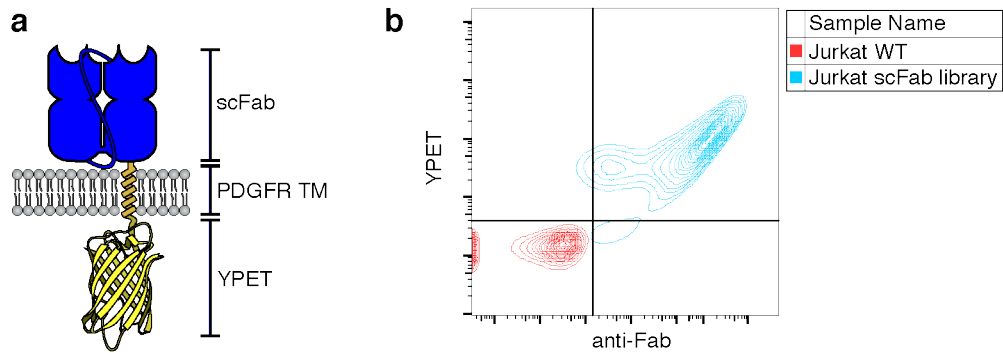 a
scFab
PDGFR TM
YPET
b
YPET
anti-Fab
Sample Name
Jurkat WT
Jurkat scFab library